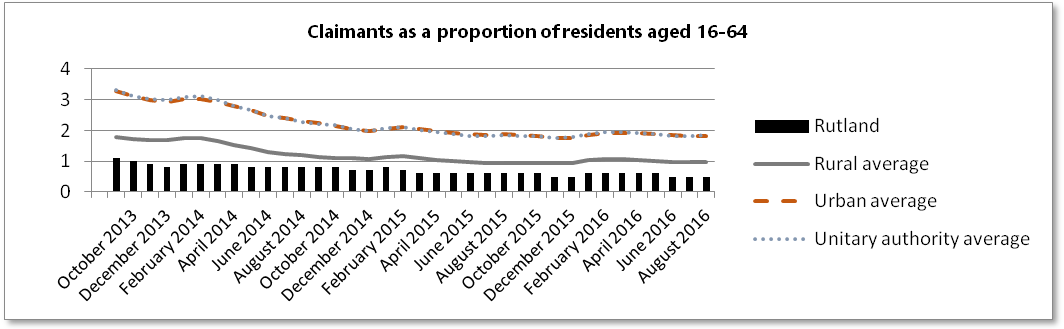 Claimants as a proportion of residents aged 16-64
4
3
2
1
0
October 2013
December 2013
February 2014
April 2014
June 2014
August 2014
October 2014
December 2014
February 2015
April 2015
June 2015
August 2015
October 2015
December 2015
February 2016
April 2016
June 2016
August 2016
Rutland
Rural average
Urban average
Unitary authority average